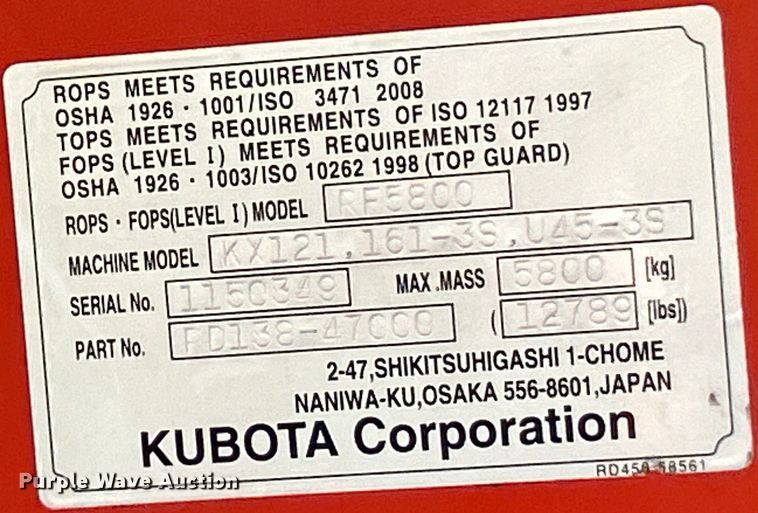 ROPS MEETS REQUIREMENTS OF
OSHA 1926・1001/ISO 3471 2008
TOPS MEETS REQUIREMENTS OF ISO 12117 1997
FOPS (LEVEL I) MEETS REQUIREMENTS OF
OSHA 1926・1003/ISO 10262 1998 (TOP GUARD)
ROPS・FOPS(LEVEL I) MODEL RF5800
MACHINE MODEL KX121,161-3S,U45-3S
SERIAL No. 1150349 MAX.MASS 5800 [kg]
PART No. RD138-47000 (12789 [lbs])
2-47,SHIKITSUHIGASHI 1-CHOME
NANIWA-KU,OSAKA 556-8601,JAPAN
KUBOTA Corporation
Purple Wave Auction